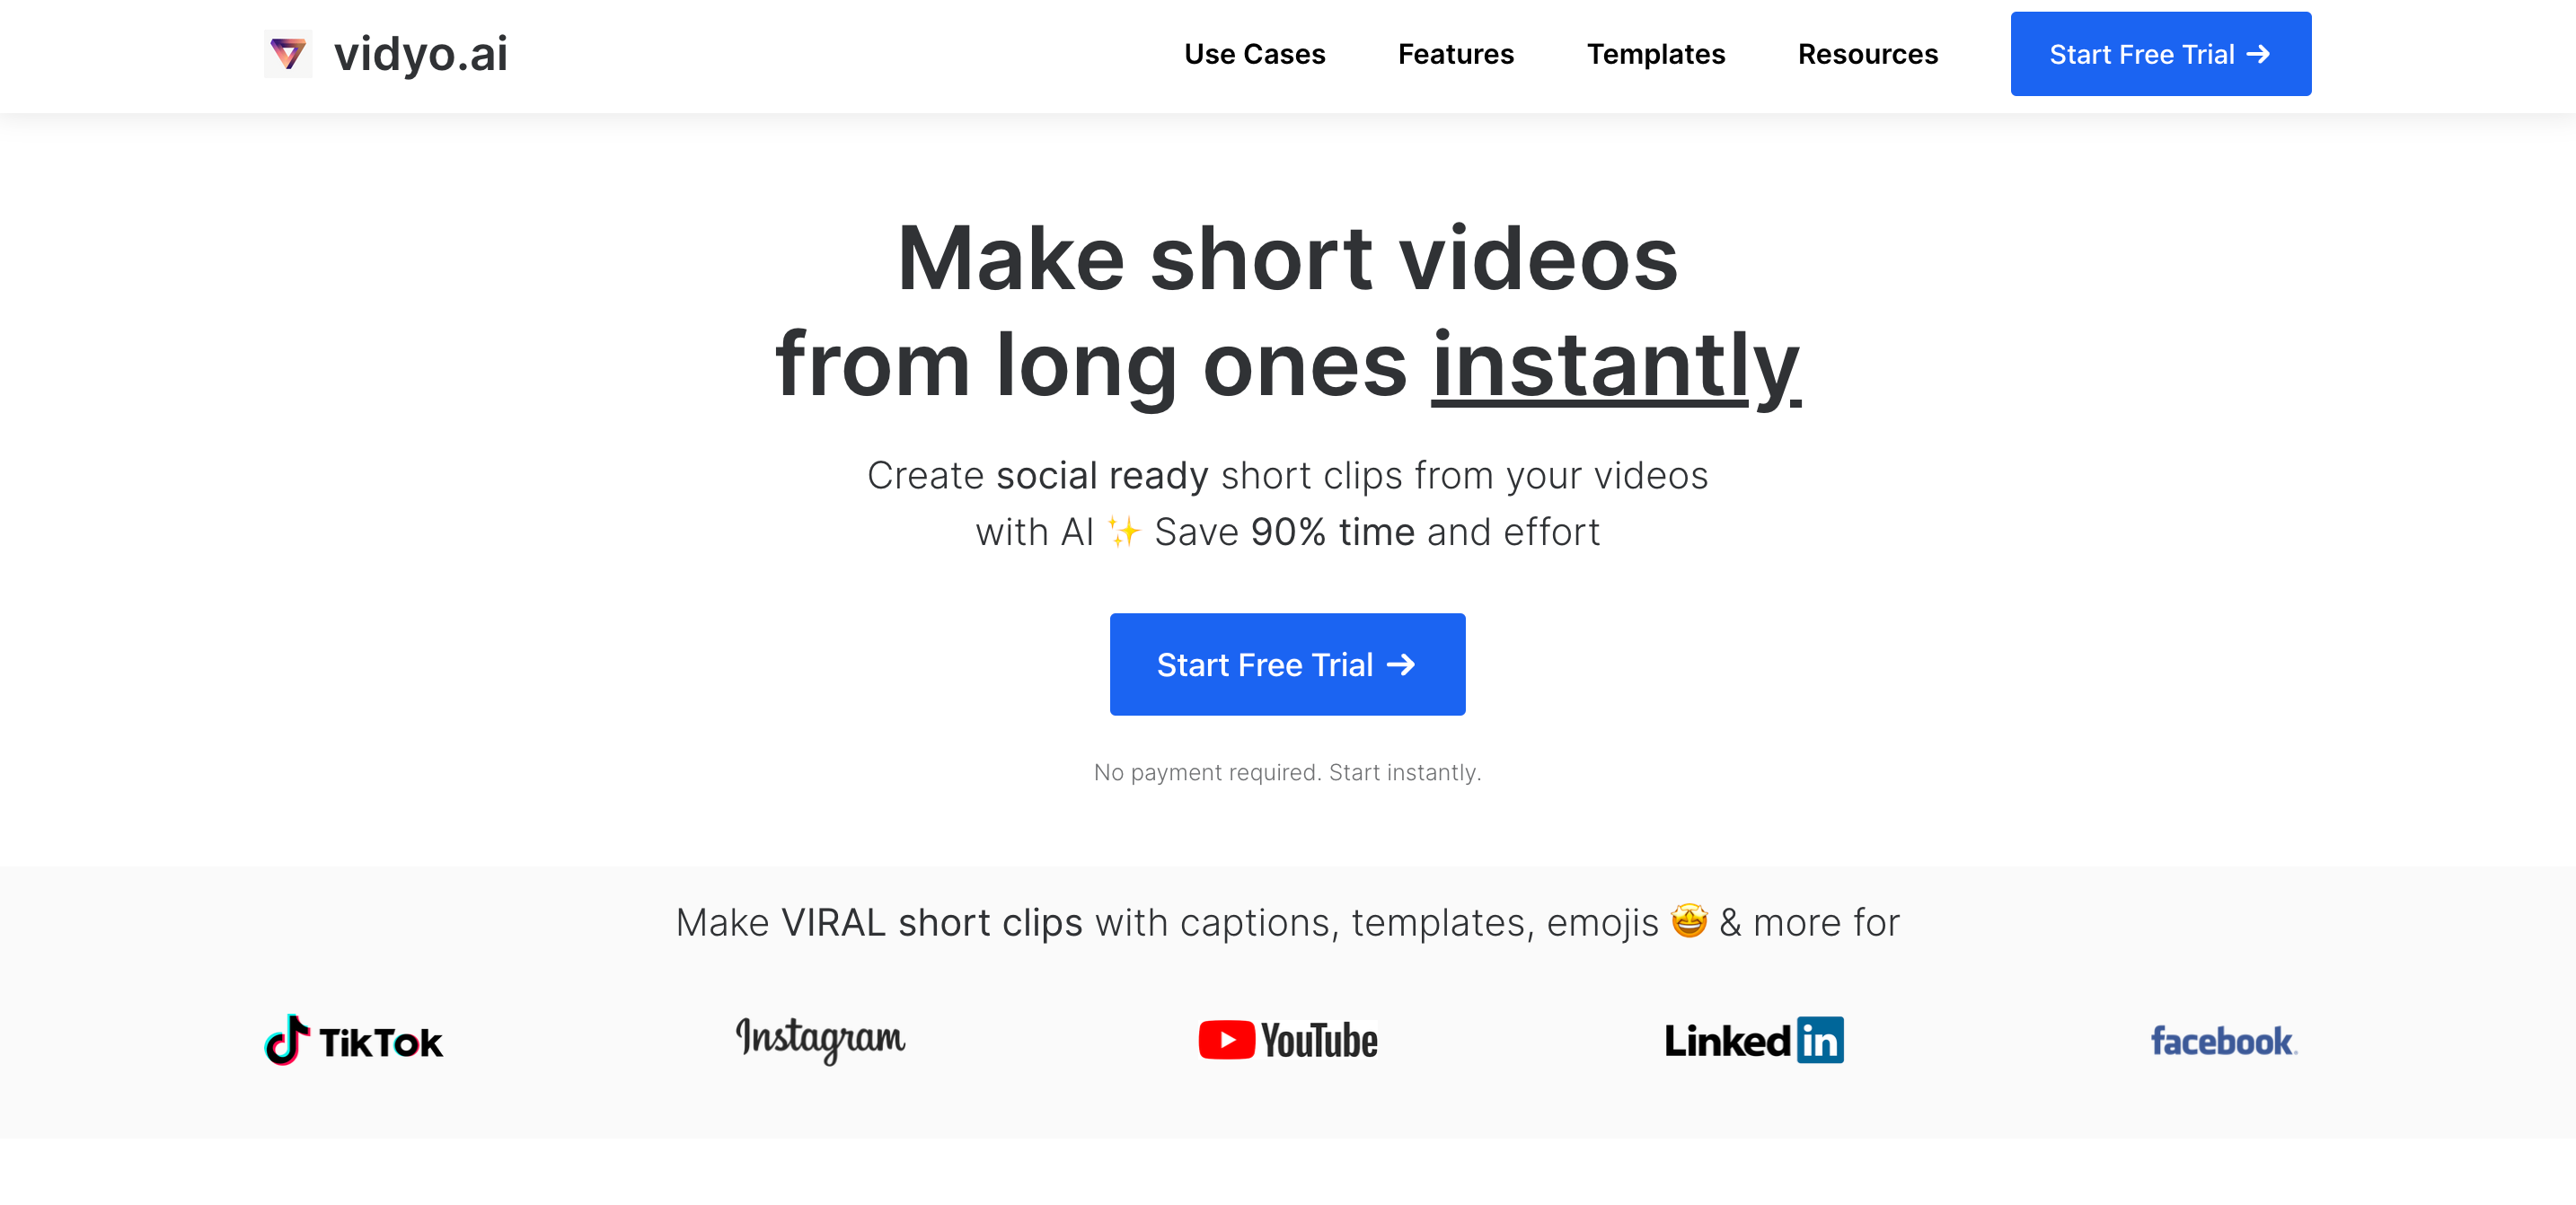 vidyo.ai
Use Cases
Features
Templates
Resources
Start Free Trial →
Make short videos
from long ones instantly
Create social ready short clips from your videos
with AI ✨ Save 90% time and effort
Start Free Trial →
No payment required. Start instantly.
Make VIRAL short clips with captions, templates, emojis 🤩 & more for
TikTok
Instagram
YouTube
Linked in
facebook